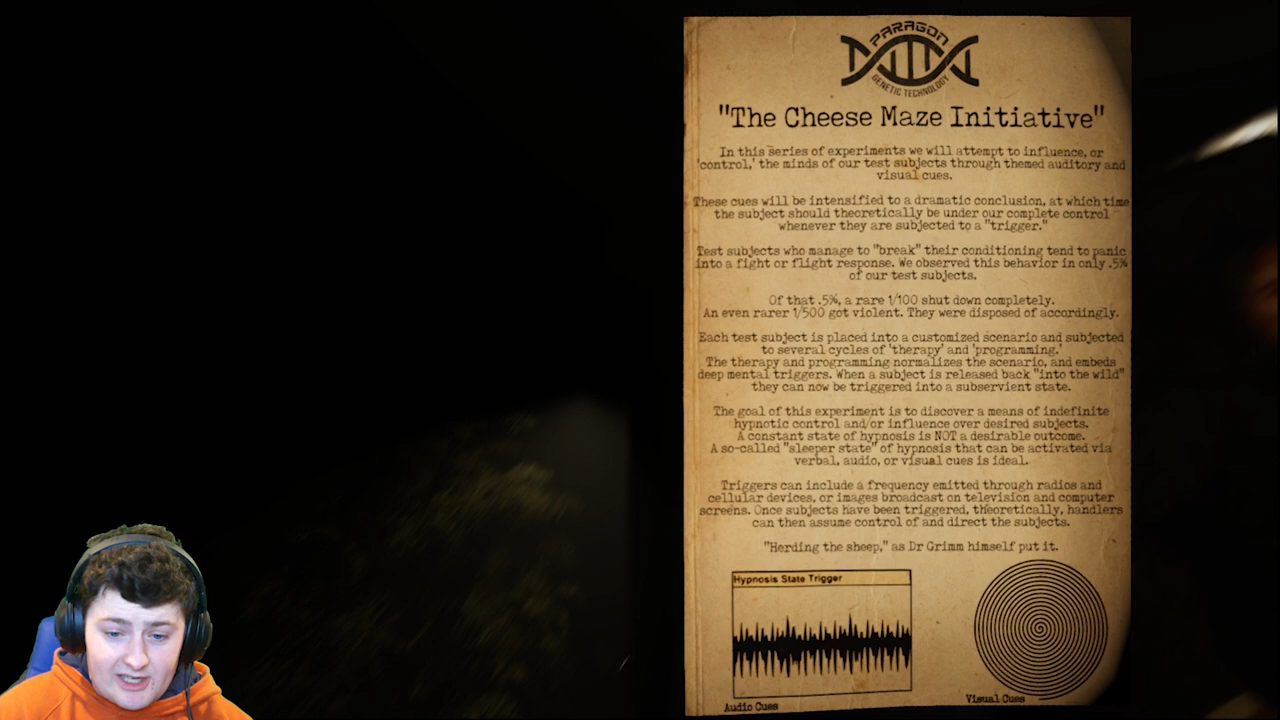 PARAGON
GENETIC TECHNOLOGY
"The Cheese Maze Initiative"
In this series of experiments we will attempt to influence, or
'control,' the minds of our test subjects through themed auditory and
visual cues.
These cues will be intensified to a dramatic conclusion, at which time
the subject should theoretically be under our complete control
whenever they are subjected to a "trigger."
Test subjects who manage to "break" their conditioning tend to panic
into a fight or flight response. We observed this behavior in only .5%
of our test subjects.
Of that .5%, a rare 1/100 shut down completely.
An even rarer 1/500 got violent. They were disposed of accordingly.
Each test subject is placed into a customized scenario and subjected
to several cycles of 'therapy' and 'programming.'
The therapy and programming normalizes the scenario, and embeds
deep mental triggers. When a subject is released back "into the wild"
they can now be triggered into a subservient state.
The goal of this experiment is to discover a means of indefinite
hypnotic control and/or influence over desired subjects.
A constant state of hypnosis is NOT a desirable outcome.
A so-called "sleeper state" of hypnosis that can be activated via
verbal, audio, or visual cues is ideal.
Triggers can include a frequency emitted through radios and
cellular devices, or images broadcast on television and computer
screens. Once subjects have been triggered, theoretically, handlers
can then assume control of and direct the subjects.
"Herding the sheep," as Dr Grimm himself put it.
Hypnosis State Trigger
Audio Cues
Visual Cues